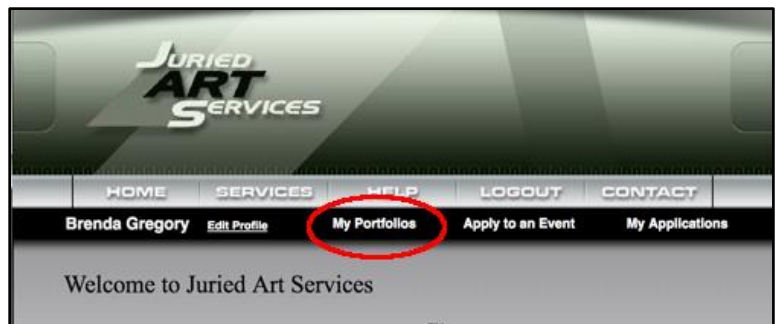 JURIED
ART
SERVICES
HOME SERVICES HELP LOGOUT CONTACT
Brenda Gregory Edit Profile My Portfolios Apply to an Event My Applications
Welcome to Juried Art Services